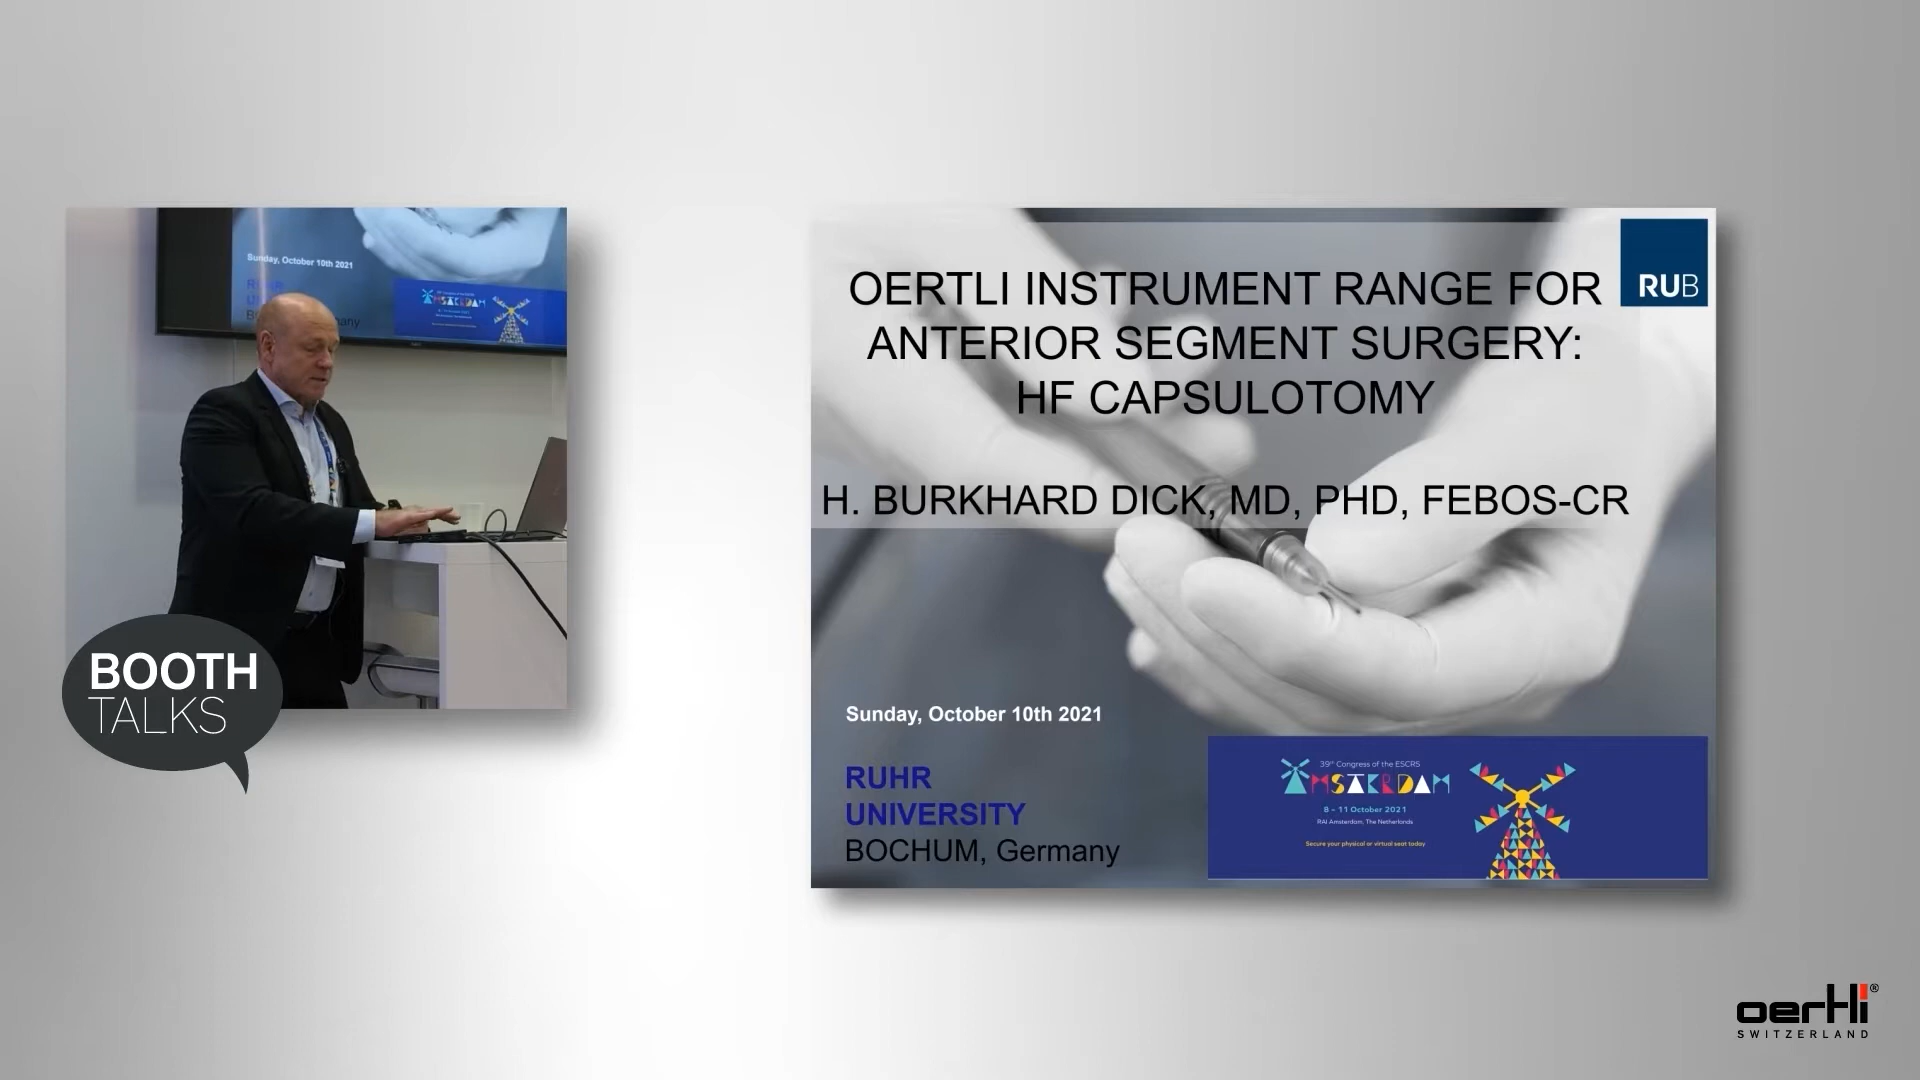 Sunday, October 10th 2021
BOOTH
TALKS
OERTLI INSTRUMENT RANGE FOR
ANTERIOR SEGMENT SURGERY:
HF CAPSULOTOMY
RUB
H. BURKHARD DICK, MD, PHD, FEBOS-CR
Sunday, October 10th 2021
RUHR
UNIVERSITY
BOCHUM, Germany
39th Congress of the ESCRS
AMSTERDAM
8 - 11 October 2021
RAI Amsterdam, The Netherlands
Secure your physical or virtual seat today
oertli®
SWITZERLAND